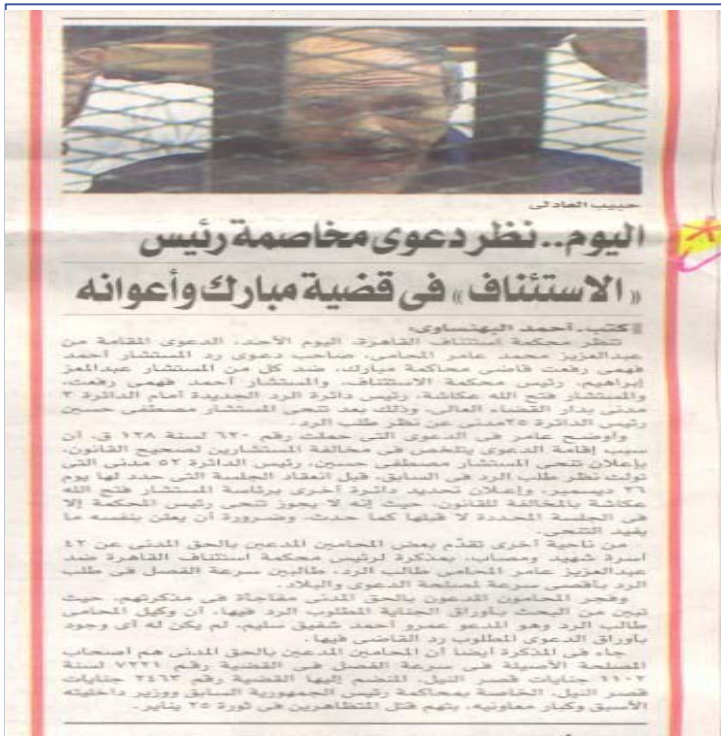 حبيب العادلى
اليوم.. نظر دعوى مخاصمة رئيس
«الاستئناف» فى قضية مبارك وأعوانه
كتب ـ أحمد البهنساوى:
تنظر محكمة استئناف القاهرة، اليوم الأحد، الدعوى المقامة من
عبدالعزيز محمد عامر المحامى، صاحب دعوى رد المستشار أحمد
فهمى رفعت قاضى محاكمة مبارك، ضد كل من المستشار عبدالمعز
إبراهيم، رئيس محكمة الاستئناف، والمستشار أحمد فهمى رفعت،
والمستشار فتح الله عكاشة، رئيس دائرة الرد الجديدة أمام الدائرة ٣
مدنى بدار القضاء العالى، وذلك بعد تنحى المستشار مصطفى حسين
رئيس الدائرة ٢٥مدنى عن نظر طلب الرد.
وأوضح عامر فى الدعوى التى حملت رقم ٦٢٠ لسنة ١٢٨ ق، أن
سبب إقامة الدعوى يتلخص فى مخالفة المستشارين لصحيح القانون،
بإعلان تنحى المستشار مصطفى حسين، رئيس الدائرة ٥٢ مدنى التى
تولت نظر طلب الرد فى السابق، قبل انعقاد الجلسة التى حدد لها يوم
٢٦ ديسمبر، وإعلان تحديد دائرة أخرى برئاسة المستشار فتح الله
عكاشة بالمخالفة للقانون، حيث إنه لا يجوز تنحى رئيس المحكمة إلا
فى الجلسة المحددة لا قبلها كما حدث، وضرورة أن يعلن بنفسه ما
يفيد التنحى.
من ناحية أخرى تقدم بعض المحامين المدعين بالحق المدنى عن ٤٢
أسرة شهيد ومصاب، بمذكرة لرئيس محكمة استئناف القاهرة ضد
عبدالعزيز عامر المحامى طالب الرد، طالبين سرعة الفصل فى طلب
الرد بأقصى سرعة لمصلحة الدعوى والبلاد.
وفجر المحامون المدعون بالحق المدنى مفاجأة فى مذكرتهم، حيث
تبين من البحث بأوراق الجناية المطلوب الرد فيها، أن وكيل المحامى
طالب الرد وهو المدعو عمرو أحمد شفيق سليم، لم يكن له أى وجود
بأوراق الدعوى المطلوب رد القاضى فيها.
جاء فى المذكرة أيضا أن المحامين المدعين بالحق المدنى هم أصحاب
المصلحة الأصيلة فى سرعة الفصل فى القضية رقم ٧٢٢٦ لسنة
١١٠٢ جنايات قصر النيل، المنضم إليها القضية رقم ٣٤٦٣ جنايات
قصر النيل، الخاصة بمحاكمة رئيس الجمهورية السابق ووزير داخليته
الأسبق وكبار معاونيه، بتهم قتل المتظاهرين فى ثورة ٢٥ يناير.